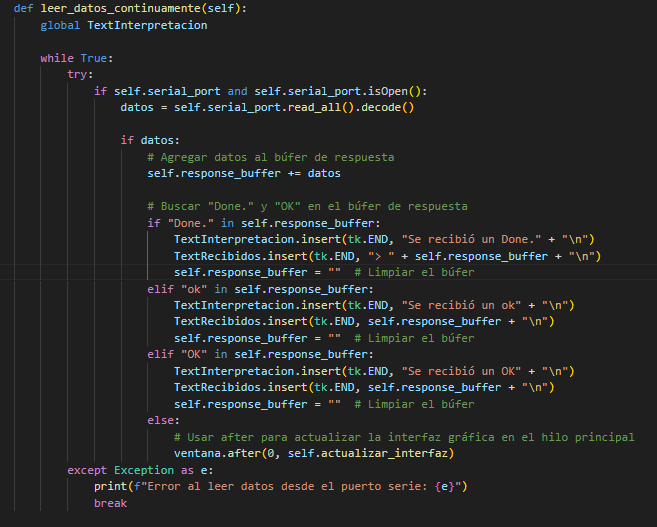 def leer_datos_continuamente(self):
    global TextInterpretacion

    while True:
        try:
            if self.serial_port and self.serial_port.isOpen():
                datos = self.serial_port.read_all().decode()

                if datos:
                    # Agregar datos al búfer de respuesta
                    self.response_buffer += datos

                    # Buscar "Done." y "OK" en el búfer de respuesta
                    if "Done." in self.response_buffer:
                        TextInterpretacion.insert(tk.END, "Se recibió un Done." + "\n")
                        TextRecibidos.insert(tk.END, "> " + self.response_buffer + "\n")
                        self.response_buffer = ""  # Limpiar el búfer
                    elif "ok" in self.response_buffer:
                        TextInterpretacion.insert(tk.END, "Se recibió un ok" + "\n")
                        TextRecibidos.insert(tk.END, self.response_buffer + "\n")
                        self.response_buffer = ""  # Limpiar el búfer
                    elif "OK" in self.response_buffer:
                        TextInterpretacion.insert(tk.END, "Se recibió un OK" + "\n")
                        TextRecibidos.insert(tk.END, self.response_buffer + "\n")
                        self.response_buffer = ""  # Limpiar el búfer
                    else:
                        # Usar after para actualizar la interfaz gráfica en el hilo principal
                        ventana.after(0, self.actualizar_interfaz)
        except Exception as e:
            print(f"Error al leer datos desde el puerto serie: {e}")
            break